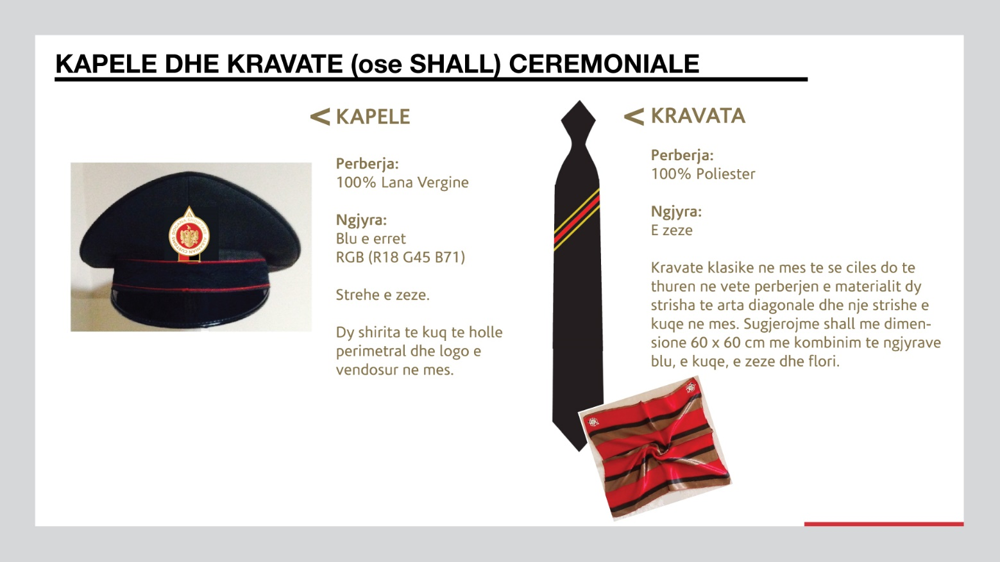 KAPELE DHE KRAVATE (ose SHALL) CEREMONIALE
< KAPELE
Perberja:
100% Lana Vergine
Ngjyra:
Blu e erret
RGB (R18 G45 B71)
Strehe e zeze.
Dy shirita te kuq te holle
perimetral dhe logo e
vendosur ne mes.
DOGANA SHQIPTARE
ALBANIAN CUSTOMS
< KRAVATA
Perberja:
100% Poliester
Ngjyra:
E zeze
Kravate klasike ne mes te se ciles do te
thuren ne vete perberjen e materialit dy
strisha te arta diagonale dhe nje strishe e
kuqe ne mes. Sugjerojme shall me dimen-
sione 60 x 60 cm me kombinim te ngjyrave
blu, e kuqe, e zeze dhe flori.